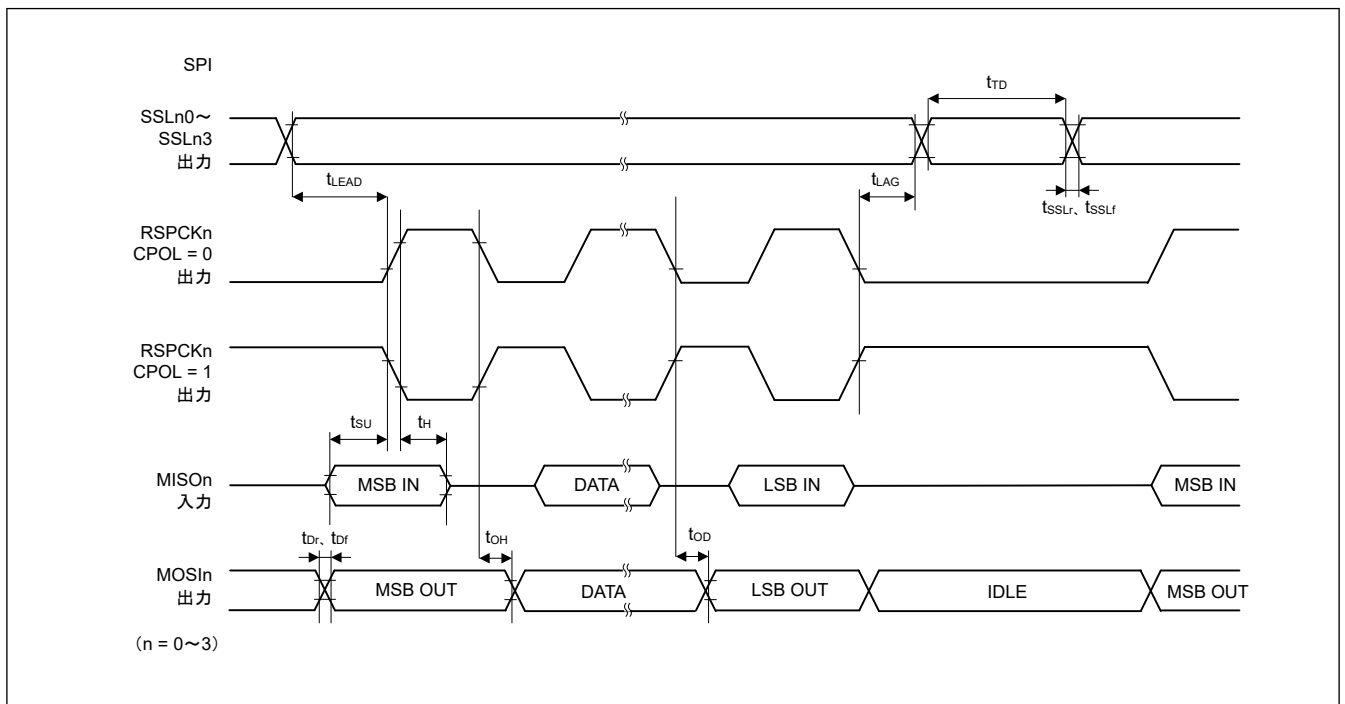 SPI
SSLn0～
SSLn3
出力
tTD
tLEAD
tLAG
tSSLr、tSSLf
RSPCKn
CPOL = 0
出力
RSPCKn
CPOL = 1
出力
tSU
tH
MISOn
入力
MSB IN
DATA
LSB IN
MSB IN
tDr、tDf
tOH
tOD
MOSIn
出力
MSB OUT
DATA
LSB OUT
IDLE
MSB OUT
（n = 0～3）